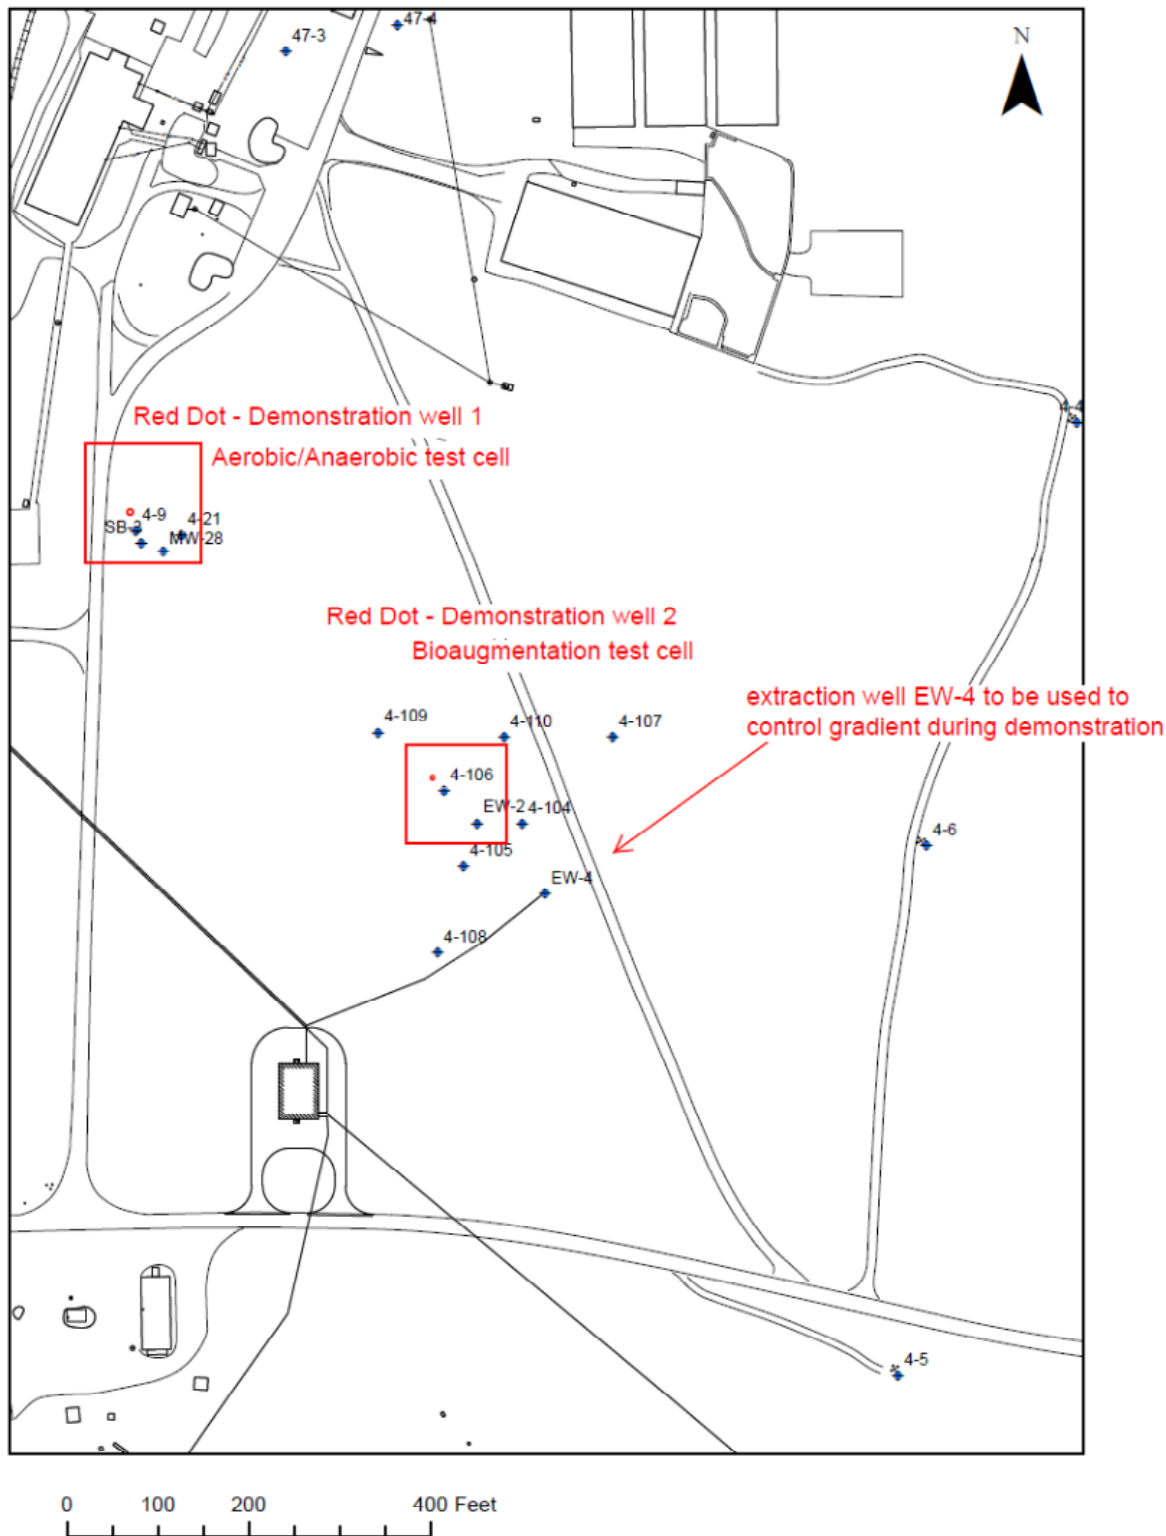 47-3
47-4
N
Red Dot - Demonstration well 1
Aerobic/Anaerobic test cell
4-9
4-21
SB-3
MW-28
Red Dot - Demonstration well 2
Bioaugmentation test cell
extraction well EW-4 to be used to
control gradient during demonstration
4-109
4-110
4-107
4-106
EW-2
4-104
4-6
4-105
EW-4
4-108
4-5
0 100 200 400 Feet